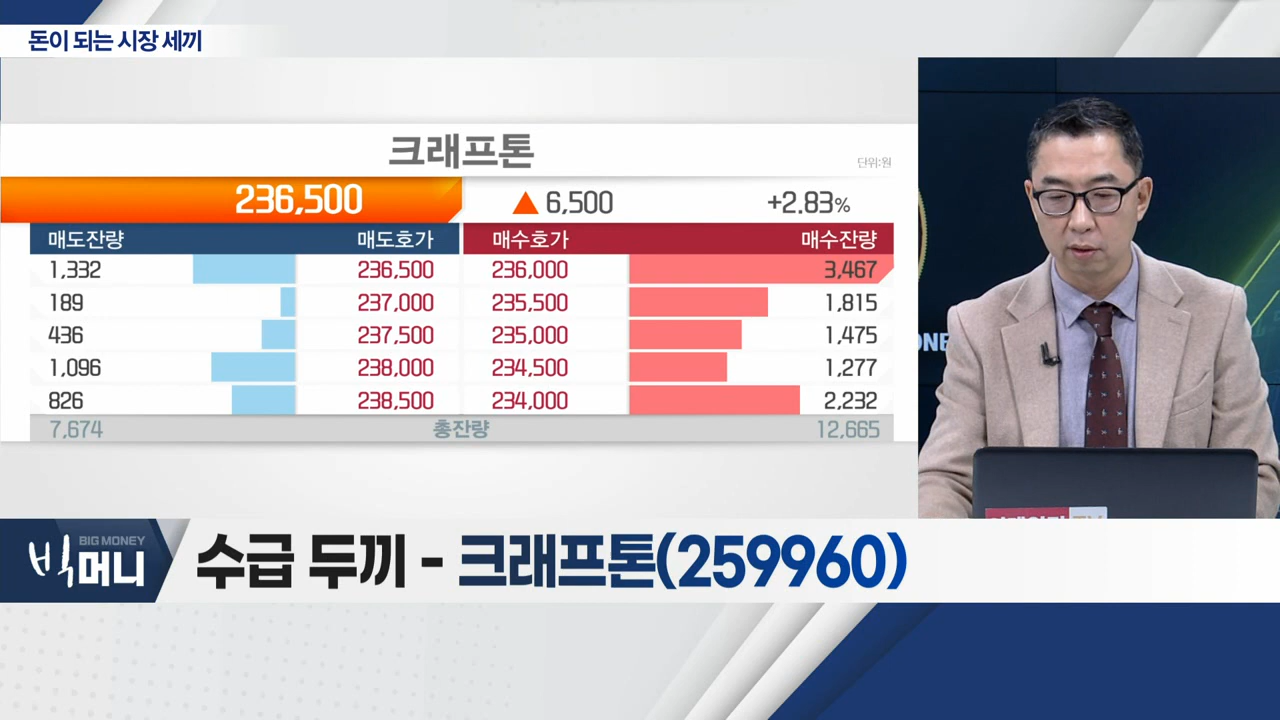 돈이 되는 시장 세끼
크래프톤
단위:원
236,500 ▲ 6,500 +2.83%
매도잔량 매도호가 매수호가 매수잔량
1,332 236,500 236,000 3,467
189 237,000 235,500 1,815
436 237,500 235,000 1,475
1,096 238,000 234,500 1,277
826 238,500 234,000 2,232
7,674 총잔량 12,665
BIG MONEY
빅머니
수급 두끼 - 크래프톤(259960)